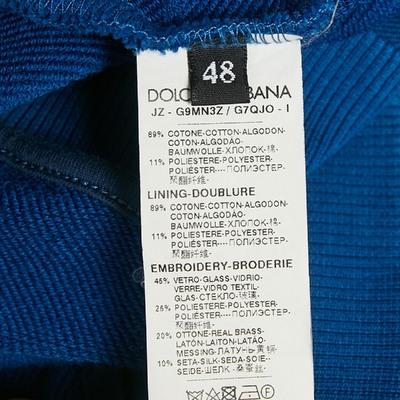 48
DOLC BANA
JZ - G9MN3Z / G7QJO - I
89% COTONE-COTTON-ALGODON-
COTON-ALGODÃO-
BAUMWOLLE-ХЛОПОК-棉-
11% POLIESTERE-POLYESTER-
POLIÉSTER-----ПОЛИЭСТЕР-
聚酯纤维-
LINING-DOUBLURE
89% COTONE-COTTON-ALGODON-
COTON-ALGODÃO-
BAUMWOLLE-ХЛОПОК-棉-
11% POLIESTERE-POLYESTER-
POLIÉSTER-----ПОЛИЭСТЕР-
聚酯纤维-
EMBROIDERY-BRODERIE
45% VETRO-GLASS-VIDRIO-
VERRE-VIDRO TEXTIL-
GLAS-СТЕКЛО-玻璃-
25% POLIESTERE-POLYESTER-
POLIÉSTER-----ПОЛИЭСТЕР-
聚酯纤维-
20% OTTONE-REAL BRASS-
LATÓN-LAITON-LATÃO-
MESSING-ЛАТУНЬ-黄铜-
10% SETA-SILK-SEDA-SOIE--
SEIDE-ШЕЛК-桑蚕丝-